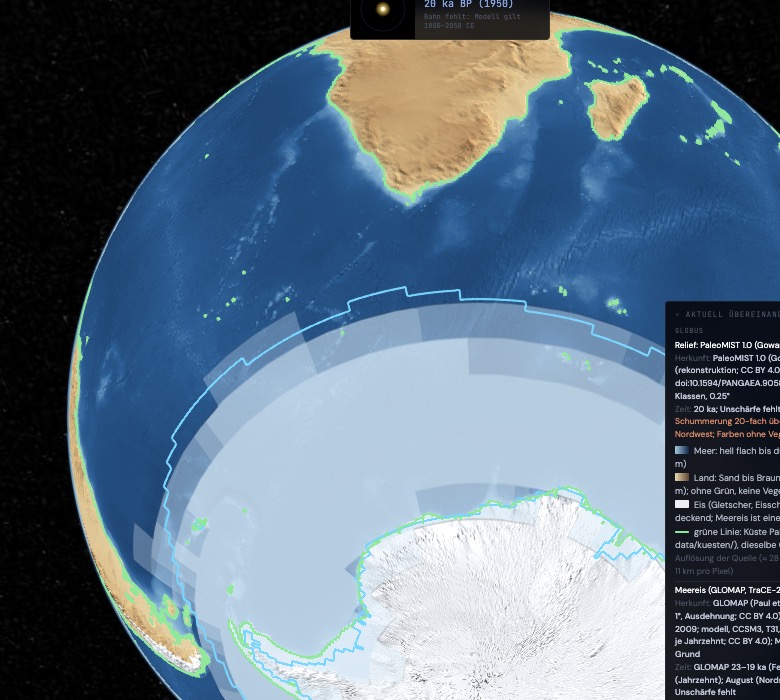 20 ka BP (1950)
Bahn fehlt: Modell gilt
1800–2050 CE
AKTUELL ÜBEREINAN
GLOBUS
Relief: PaleoMIST 1.0 (Gowa
Herkunft: PaleoMIST 1.0 (Go
(rekonstruktion; CC BY 4.0
doi:10.1594/PANGAEA.905
Klassen, 0.25°
Zeit: 20 ka; Unschärfe fehlt
Schummerung 20-fach üb
Nordwest; Farben ohne Ve
Meer: hell flach bis d
m)
Land: Sand bis Braun
m); ohne Grün, keine Vege
Eis (Gletscher, Eissch
deckend; Meereis ist eine
grüne Linie: Küste Pa
data/kuesten/), dieselbe
Auflösung der Quelle (≈ 28
11 km pro Pixel)
Meereis (GLOMAP, TraCE-2
Herkunft: GLOMAP (Paul et
1°, Ausdehnung; CC BY 4.0)
2009; modell, CCSM3, T31,
je Jahrzehnt; CC BY 4.0); M
Grund
Zeit: GLOMAP 23–19 ka (Fe
(Jahrzehnt); August (Nord
Unschärfe fehlt